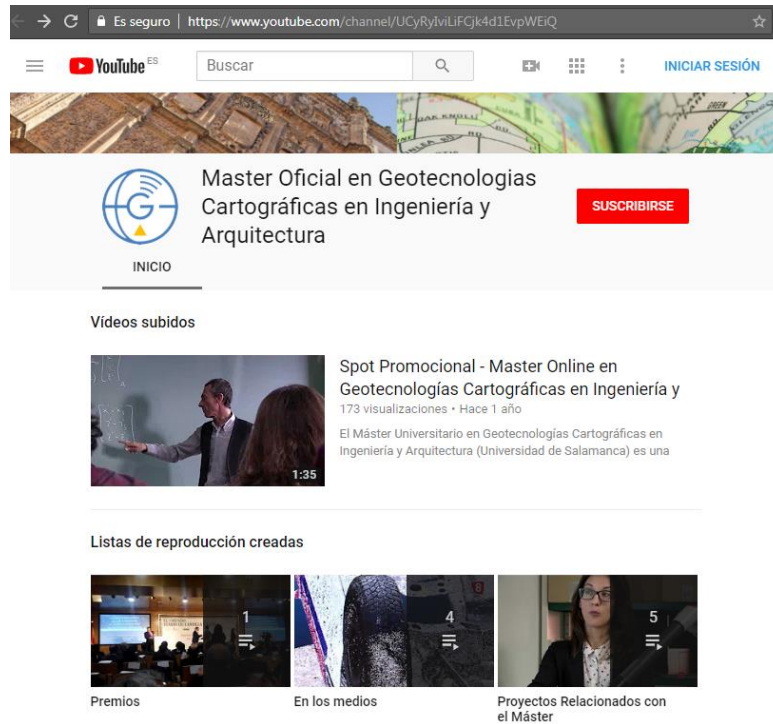 Es seguro | https://www.youtube.com/channel/UCyRyIviLiFCjk4d1EvpWEiQ
YouTube ES
Buscar
INICIAR SESIÓN
Master Oficial en Geotecnologias
Cartográficas en Ingeniería y
Arquitectura
SUSCRIBIRSE
INICIO
Vídeos subidos
1:35
Spot Promocional - Master Online en
Geotecnologías Cartográficas en Ingeniería y
173 visualizaciones • Hace 1 año
El Máster Universitario en Geotecnologías Cartográficas en
Ingeniería y Arquitectura (Universidad de Salamanca) es una
Listas de reproducción creadas
1
4
5
Premios
En los medios
Proyectos Relacionados con
el Máster